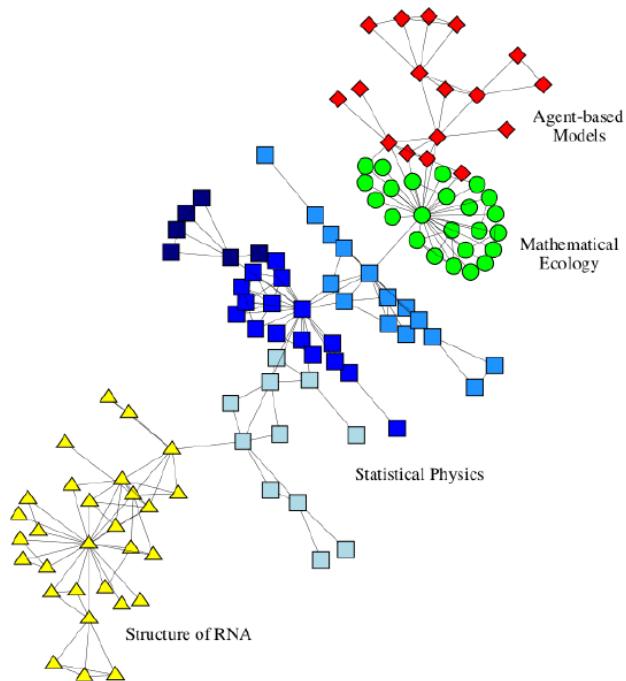 Agent-based
Models
Mathematical
Ecology
Statistical Physics
Structure of RNA